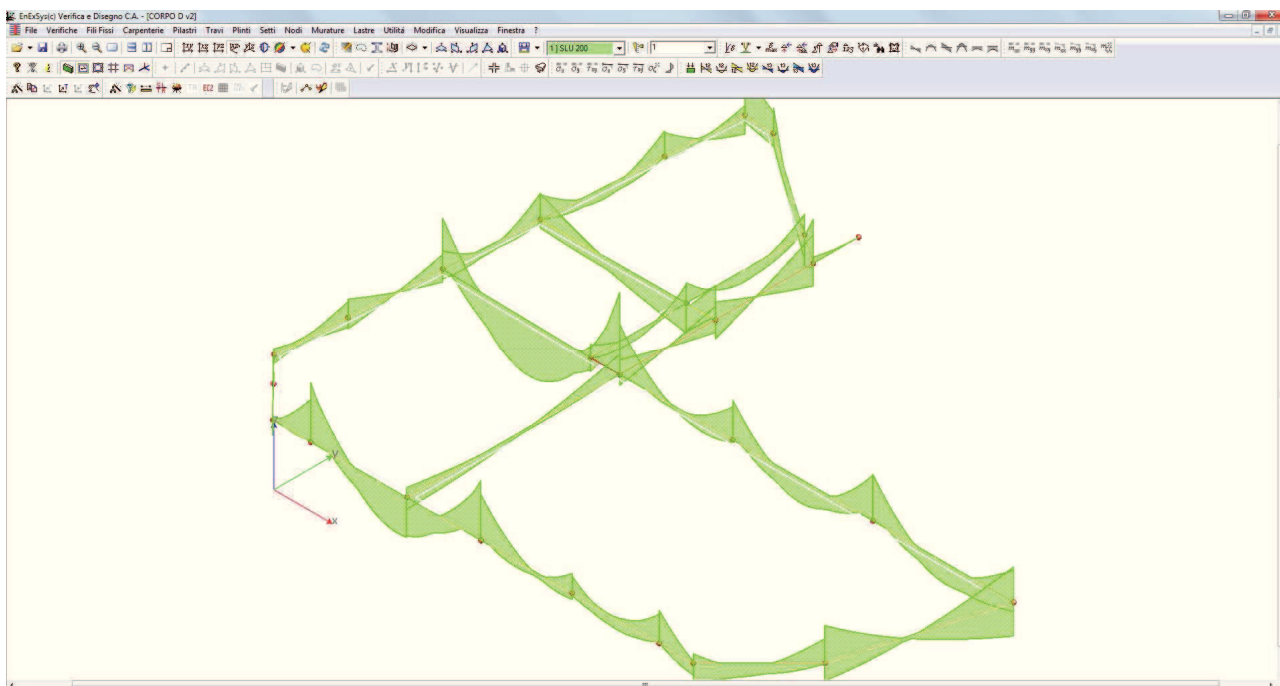 EnExSys(c) Verifica e Disegno C.A. - [CORPO D v2]
File Verifiche Fili Fissi Carpenterie Pilastri Travi Plinti Setti Nodi Murature Lastre Utilità Modifica Visualizza Finestra ?
1) SLU 200 1
EC2
Y
X